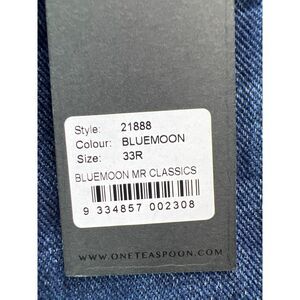 Style: 21888
Colour: BLUEMOON
Size: 33R
BLUEMOON MR CLASSICS
9 334857 002308
WWW.ONETEASPOON.COM